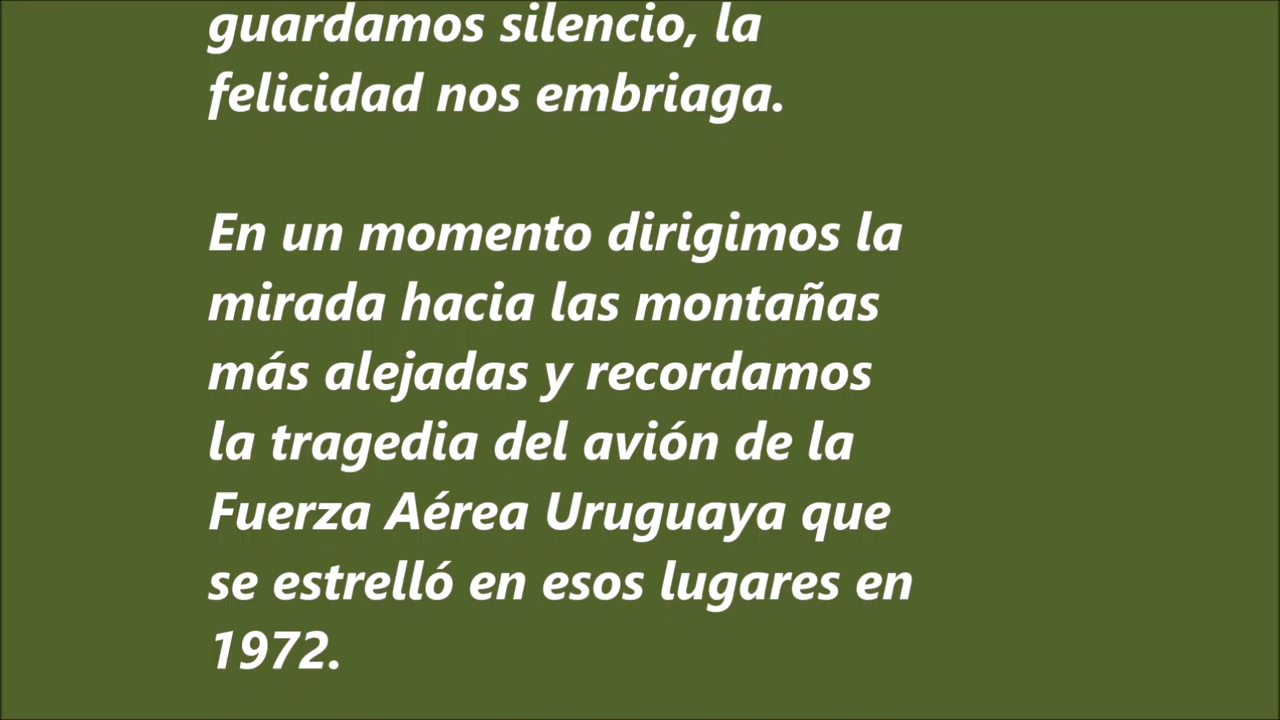 guardamos silencio, la
felicidad nos embriaga.
En un momento dirigimos la
mirada hacia las montañas
más alejadas y recordamos
la tragedia del avión de la
Fuerza Aérea Uruguaya que
se estrelló en esos lugares en
1972.